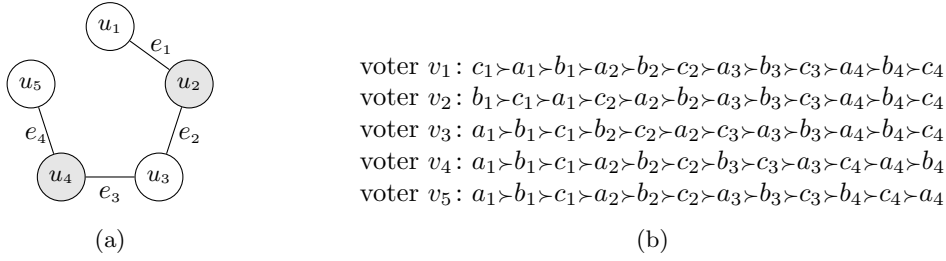 u₁
e₁
u₅
u₂
e₄
e₂
u₄
u₃
e₃
(a)
voter v₁: c₁≻a₁≻b₁≻a₂≻b₂≻c₂≻a₃≻b₃≻c₃≻a₄≻b₄≻c₄
voter v₂: b₁≻c₁≻a₁≻c₂≻a₂≻b₂≻a₃≻b₃≻c₃≻a₄≻b₄≻c₄
voter v₃: a₁≻b₁≻c₁≻b₂≻c₂≻a₂≻c₃≻a₃≻b₃≻a₄≻b₄≻c₄
voter v₄: a₁≻b₁≻c₁≻a₂≻b₂≻c₂≻b₃≻c₃≻a₃≻c₄≻a₄≻b₄
voter v₅: a₁≻b₁≻c₁≻a₂≻b₂≻c₂≻a₃≻b₃≻c₃≻b₄≻c₄≻a₄
(b)